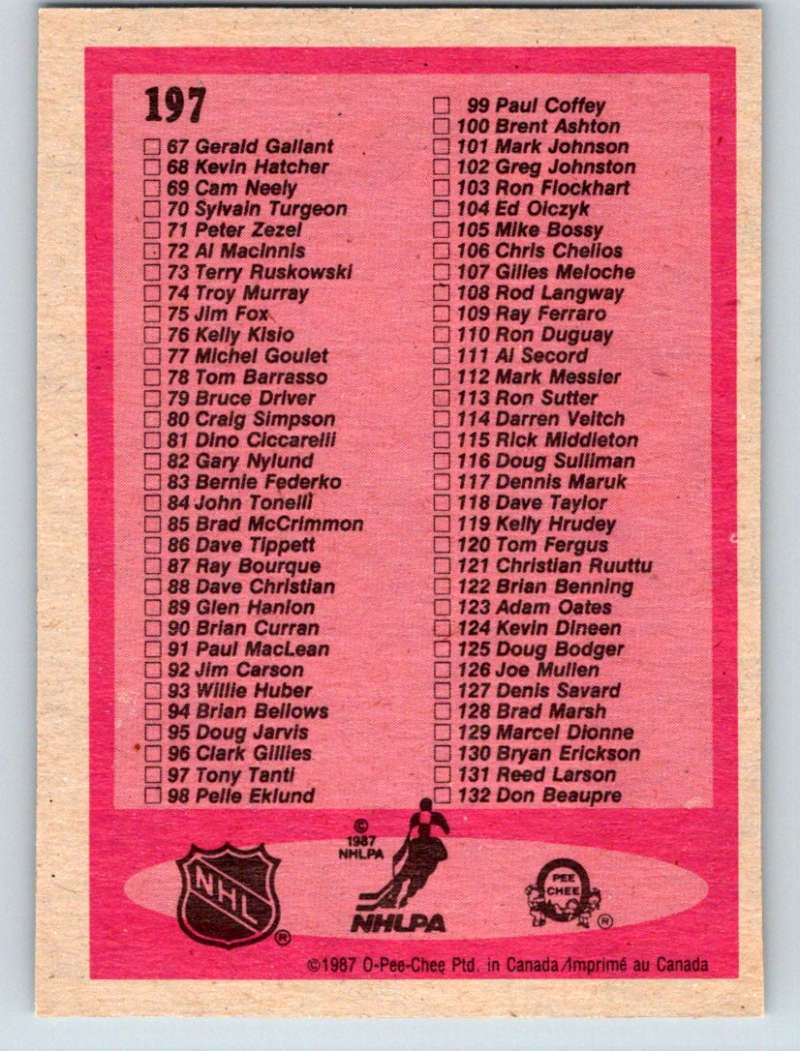 197
67 Gerald Gallant
68 Kevin Hatcher
69 Cam Neely
70 Sylvain Turgeon
71 Peter Zezel
72 Al MacInnis
73 Terry Ruskowski
74 Troy Murray
75 Jim Fox
76 Kelly Kisio
77 Michel Goulet
78 Tom Barrasso
79 Bruce Driver
80 Craig Simpson
81 Dino Ciccarelli
82 Gary Nylund
83 Bernie Federko
84 John Tonelli
85 Brad McCrimmon
86 Dave Tippett
87 Ray Bourque
88 Dave Christian
89 Glen Hanlon
90 Brian Curran
91 Paul MacLean
92 Jim Carson
93 Willie Huber
94 Brian Bellows
95 Doug Jarvis
96 Clark Gillies
97 Tony Tanti
98 Pelle Eklund
99 Paul Coffey
100 Brent Ashton
101 Mark Johnson
102 Greg Johnston
103 Ron Flockhart
104 Ed Olczyk
105 Mike Bossy
106 Chris Chelios
107 Gilles Meloche
108 Rod Langway
109 Ray Ferraro
110 Ron Duguay
111 Al Secord
112 Mark Messier
113 Ron Sutter
114 Darren Veitch
115 Rick Middleton
116 Doug Sulliman
117 Dennis Maruk
118 Dave Taylor
119 Kelly Hrudey
120 Tom Fergus
121 Christian Ruuttu
122 Brian Benning
123 Adam Oates
124 Kevin Dineen
125 Doug Bodger
126 Joe Mullen
127 Denis Savard
128 Brad Marsh
129 Marcel Dionne
130 Bryan Erickson
131 Reed Larson
132 Don Beaupre
NHL ®
©
1987
NHLPA
NHLPA
PEE
CHEE ®
©1987 O-Pee-Chee Ptd. in Canada/Imprimé au Canada